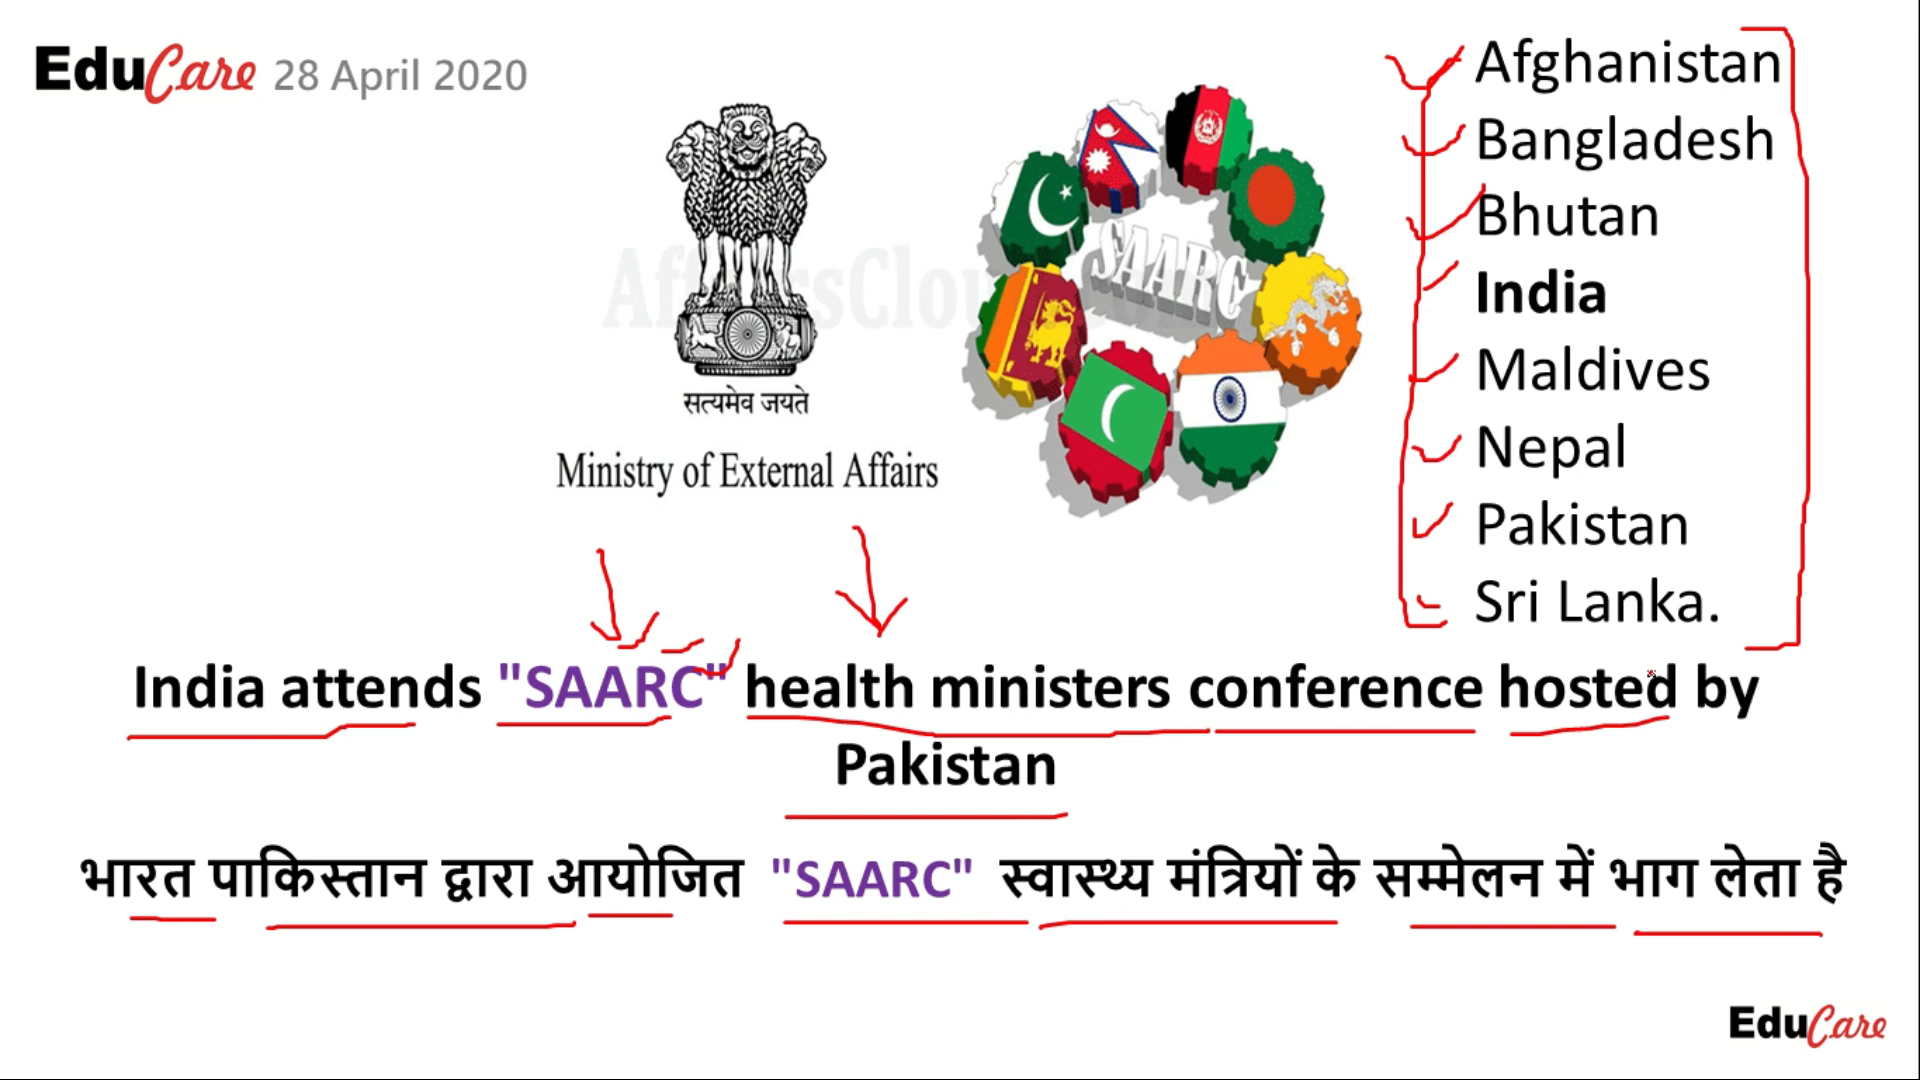 EduCare 28 April 2020
Afghanistan
Bangladesh
Bhutan
India
Maldives
Nepal
Pakistan
Sri Lanka.
SAARC
सत्यमेव जयते
Ministry of External Affairs
India attends "SAARC" health ministers conference hosted by
Pakistan
भारत पाकिस्तान द्वारा आयोजित "SAARC" स्वास्थ्य मंत्रियों के सम्मेलन में भाग लेता है
EduCare